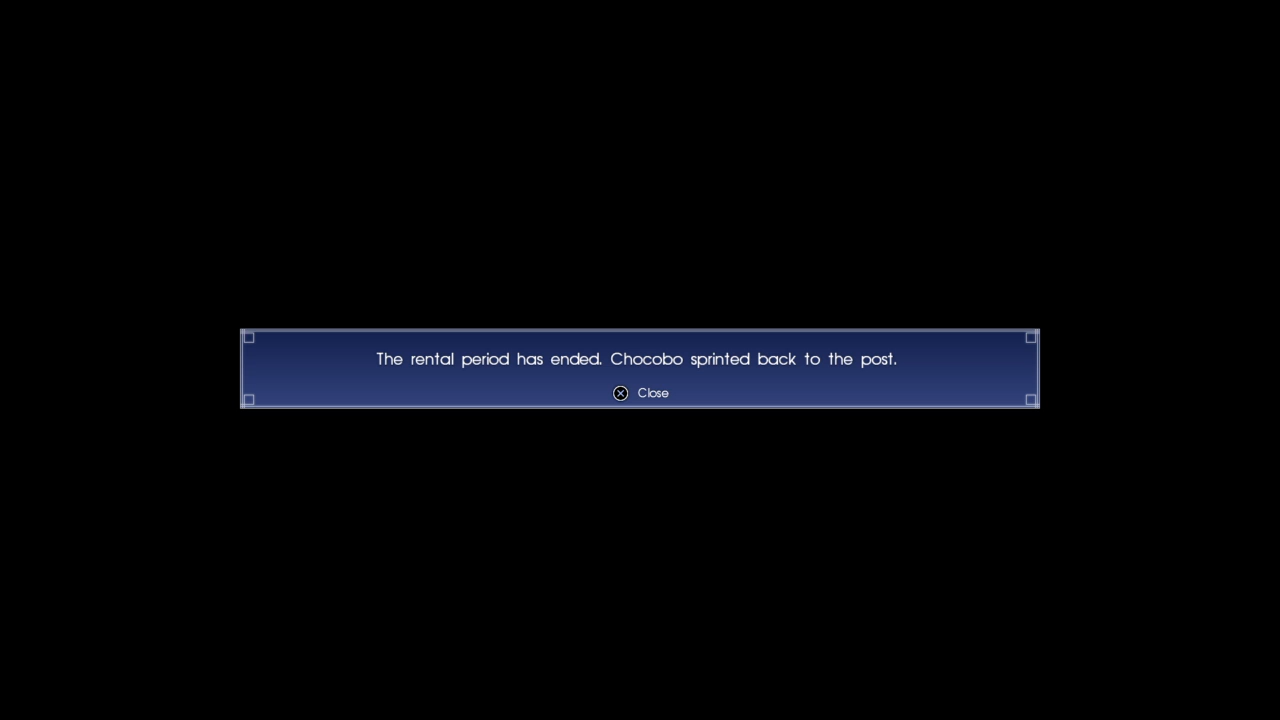 The rental period has ended. Chocobo sprinted back to the post.
Close